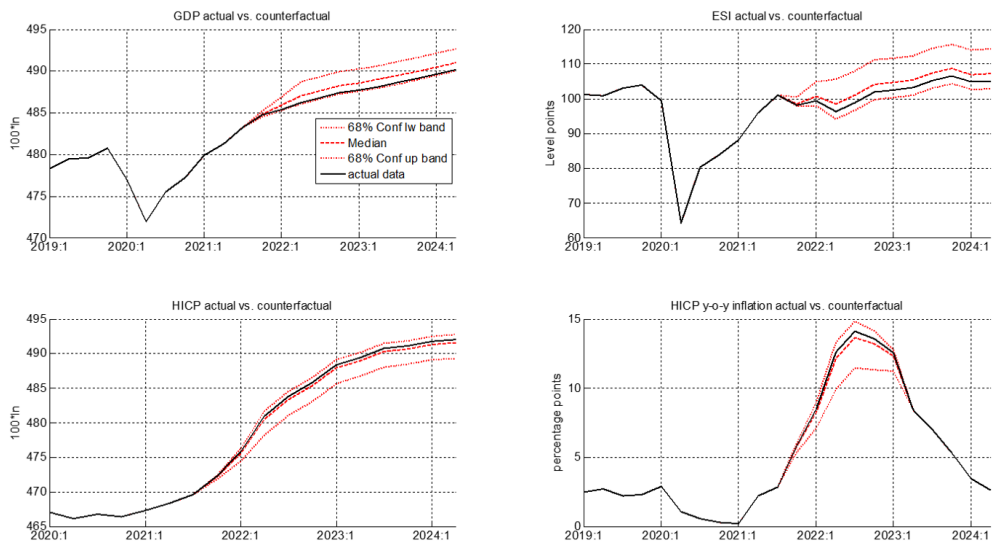 GDP actual vs. counterfactual
495
490
485
480
475
470
100*ln
68% Conf lw band
Median
68% Conf up band
actual data
2019:1 2020:1 2021:1 2022:1 2023:1 2024:1
ESI actual vs. counterfactual
120
110
100
90
80
70
60
Level points
2019:1 2020:1 2021:1 2022:1 2023:1 2024:1
HICP actual vs. counterfactual
495
490
485
480
475
470
465
100*ln
2020:1 2021:1 2022:1 2023:1 2024:1
HICP y-o-y inflation actual vs. counterfactual
15
10
5
0
percentage points
2019:1 2020:1 2021:1 2022:1 2023:1 2024:1